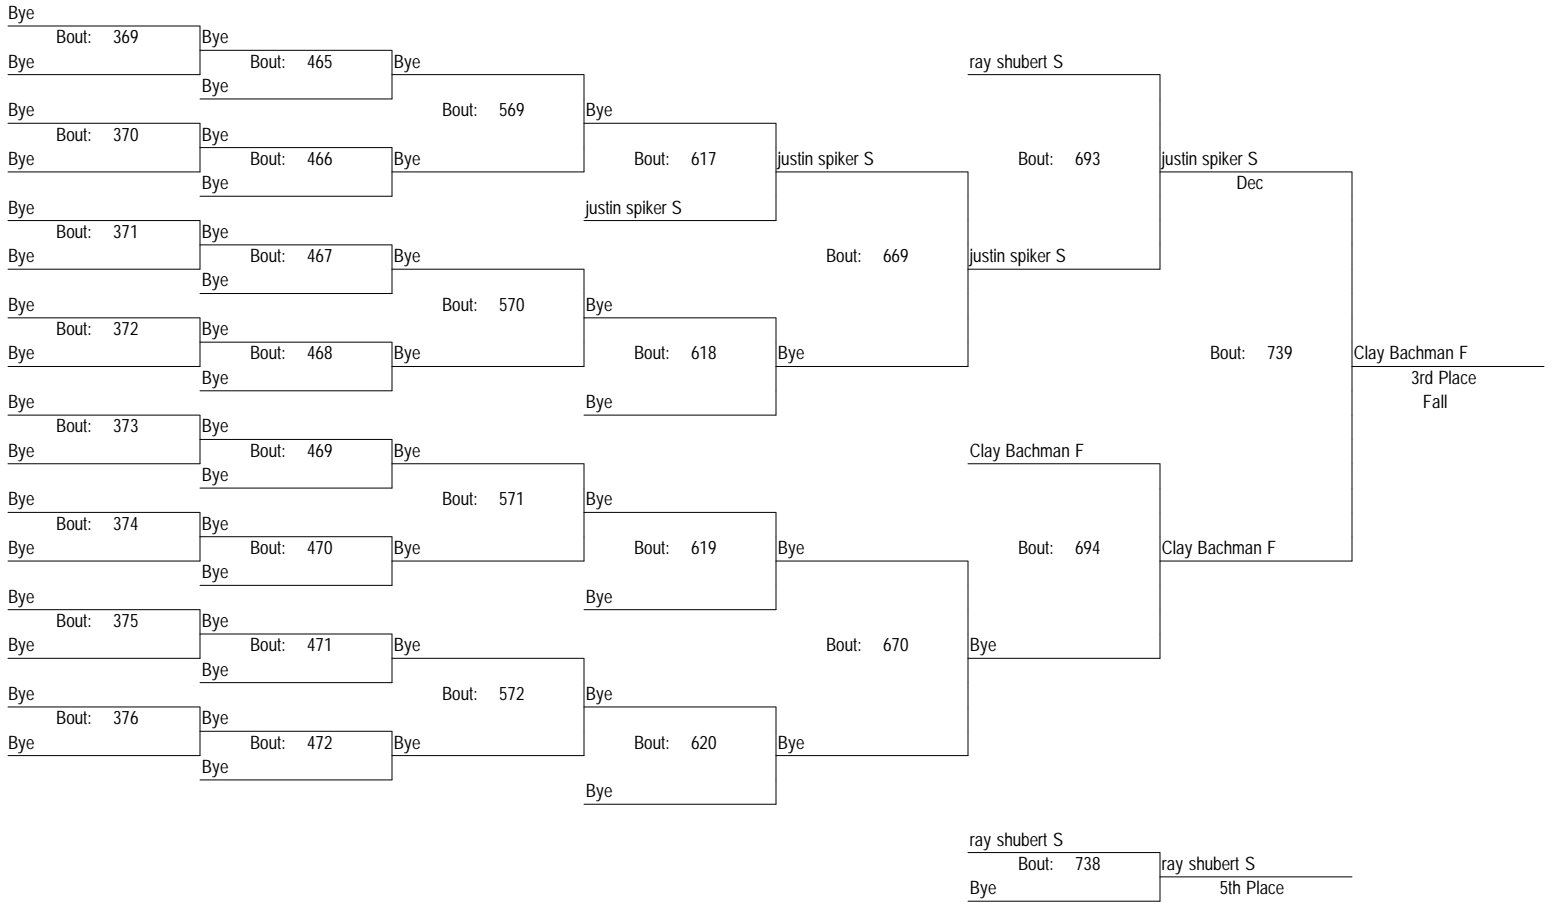 Bye
Bout: 369 Bye
Bye Bout: 465 Bye ray shubert S
Bye
Bye Bout: 569 Bye
Bout: 370 Bye
Bye Bout: 466 Bye Bout: 617 justin spiker S Bout: 693 justin spiker S
Bye Dec
Bye justin spiker S
Bout: 371 Bye
Bye Bout: 467 Bye Bout: 669 justin spiker S
Bye
Bye Bout: 570 Bye
Bout: 372 Bye
Bye Bout: 468 Bye Bout: 618 Bye Bout: 739 Clay Bachman F
Bye 3rd Place
Bye Bye Fall
Bout: 373 Bye
Bye Bout: 469 Bye Clay Bachman F
Bye
Bye Bout: 571 Bye
Bout: 374 Bye
Bye Bout: 470 Bye Bout: 619 Bye Bout: 694 Clay Bachman F
Bye
Bye Bye
Bout: 375 Bye
Bye Bout: 471 Bye Bout: 670 Bye
Bye
Bye Bout: 572 Bye
Bout: 376 Bye
Bye Bout: 472 Bye Bout: 620 Bye
Bye
Bye
ray shubert S
Bout: 738 ray shubert S
Bye 5th Place